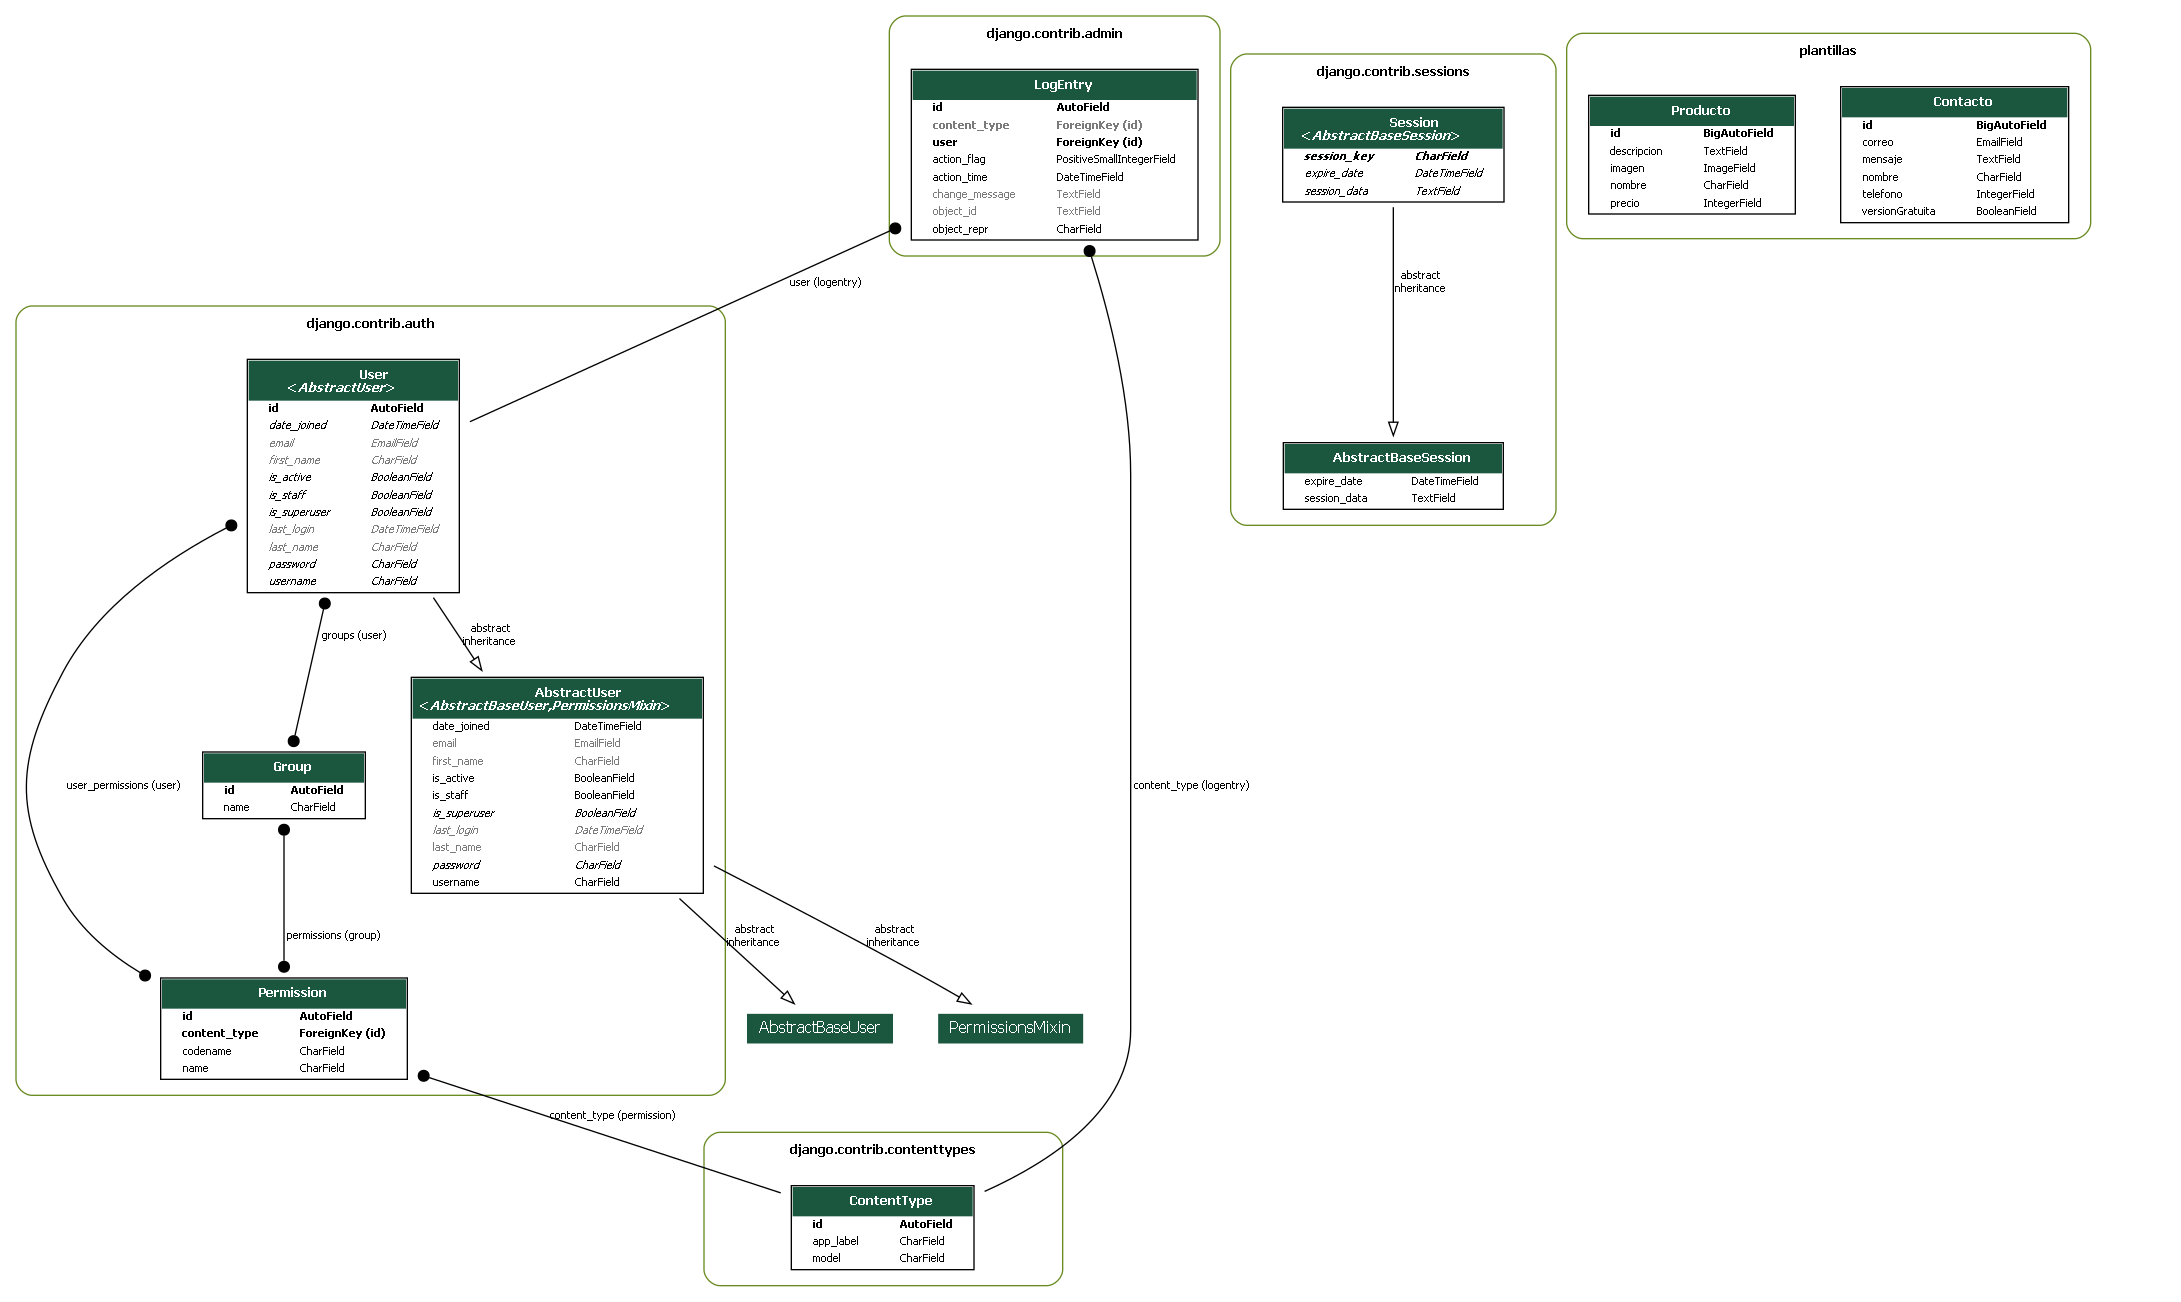 django.contrib.admin
LogEntry
id AutoField
content_type ForeignKey (id)
user ForeignKey (id)
action_flag PositiveSmallIntegerField
action_time DateTimeField
change_message TextField
object_id TextField
object_repr CharField
django.contrib.sessions
Session
<AbstractBaseSession>
session_key CharField
expire_date DateTimeField
session_data TextField
abstract
inheritance
AbstractBaseSession
expire_date DateTimeField
session_data TextField
plantillas
Producto
id BigAutoField
descripcion TextField
imagen ImageField
nombre CharField
precio IntegerField
Contacto
id BigAutoField
correo EmailField
mensaje TextField
nombre CharField
telefono IntegerField
versionGratuita BooleanField
user (logentry)
django.contrib.auth
User
<AbstractUser>
id AutoField
date_joined DateTimeField
email EmailField
first_name CharField
is_active BooleanField
is_staff BooleanField
is_superuser BooleanField
last_login DateTimeField
last_name CharField
password CharField
username CharField
groups (user)
abstract
inheritance
AbstractUser
<AbstractBaseUser,PermissionsMixin>
date_joined DateTimeField
email EmailField
first_name CharField
is_active BooleanField
is_staff BooleanField
is_superuser BooleanField
last_login DateTimeField
last_name CharField
password CharField
username CharField
Group
id AutoField
name CharField
user_permissions (user)
content_type (logentry)
permissions (group)
abstract
inheritance
abstract
inheritance
Permission
id AutoField
content_type ForeignKey (id)
codename CharField
name CharField
AbstractBaseUser
PermissionsMixin
content_type (permission)
django.contrib.contenttypes
ContentType
id AutoField
app_label CharField
model CharField